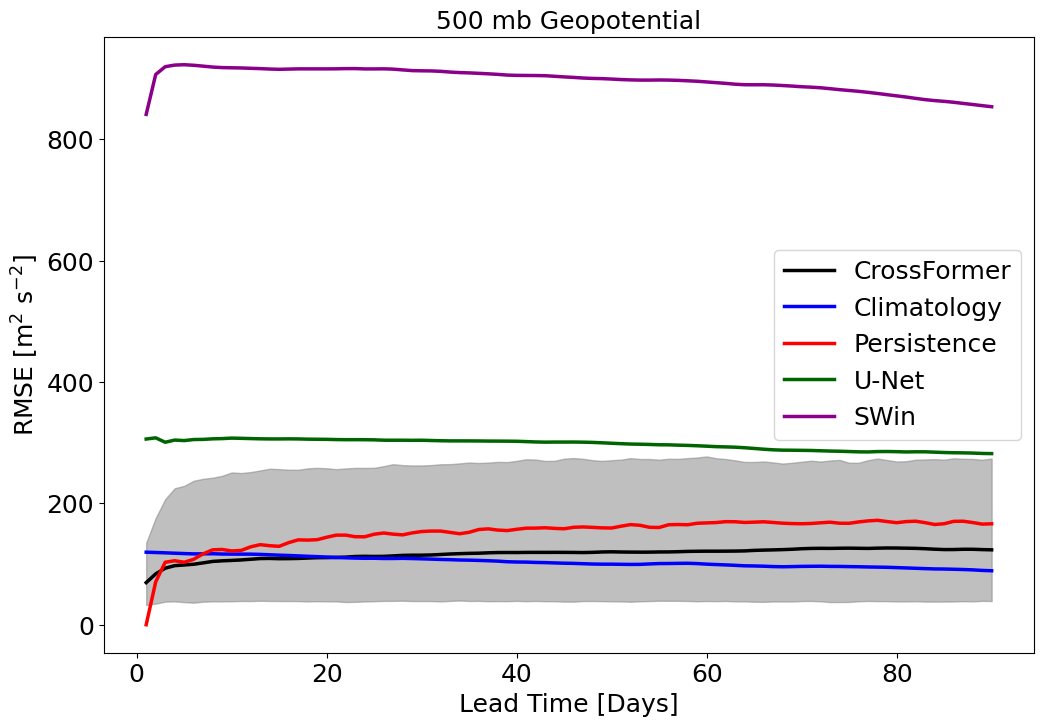 500 mb Geopotential
800
600
400
200
0
RMSE [m² s⁻²]
CrossFormer
Climatology
Persistence
U-Net
SWin
0 20 40 60 80
Lead Time [Days]